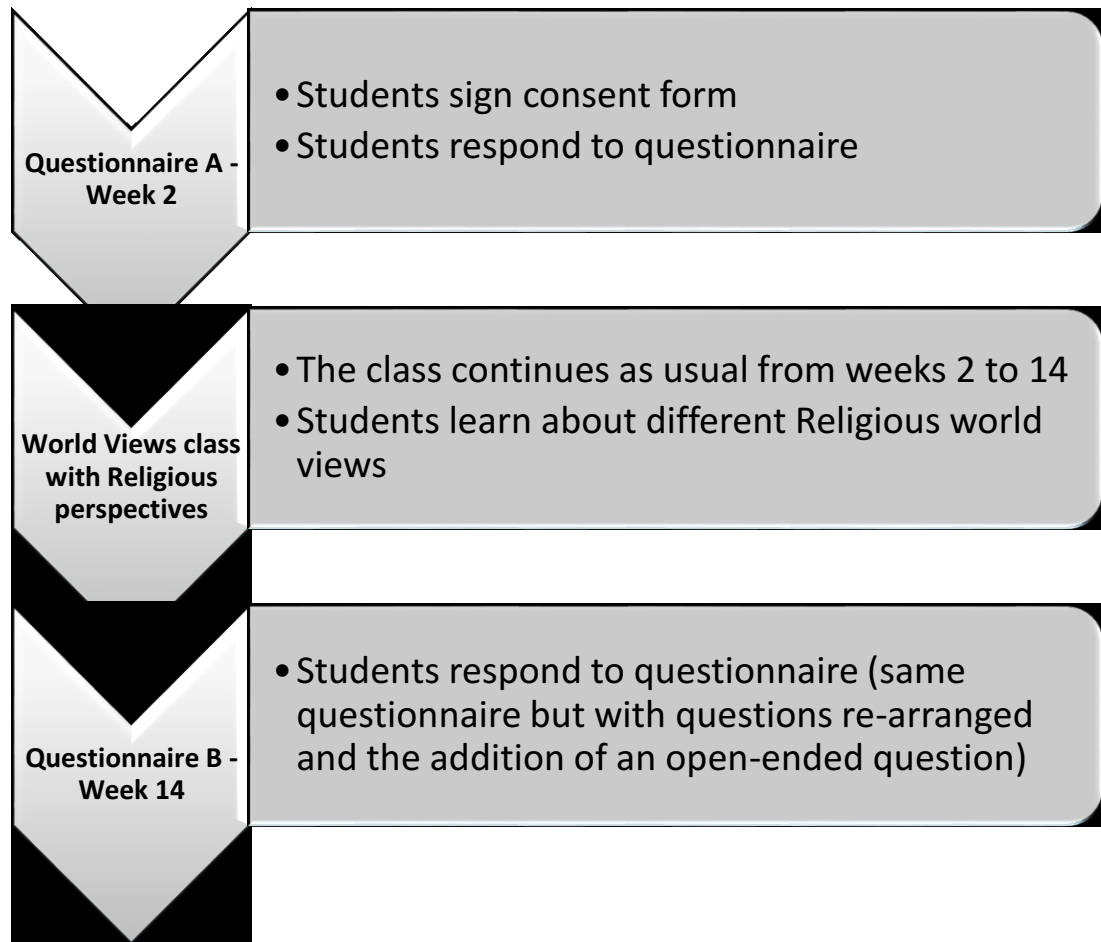 Questionnaire A -
Week 2
• Students sign consent form
• Students respond to questionnaire
World Views class
with Religious
perspectives
• The class continues as usual from weeks 2 to 14
• Students learn about different Religious world
views
Questionnaire B -
Week 14
• Students respond to questionnaire (same
questionnaire but with questions re-arranged
and the addition of an open-ended question)